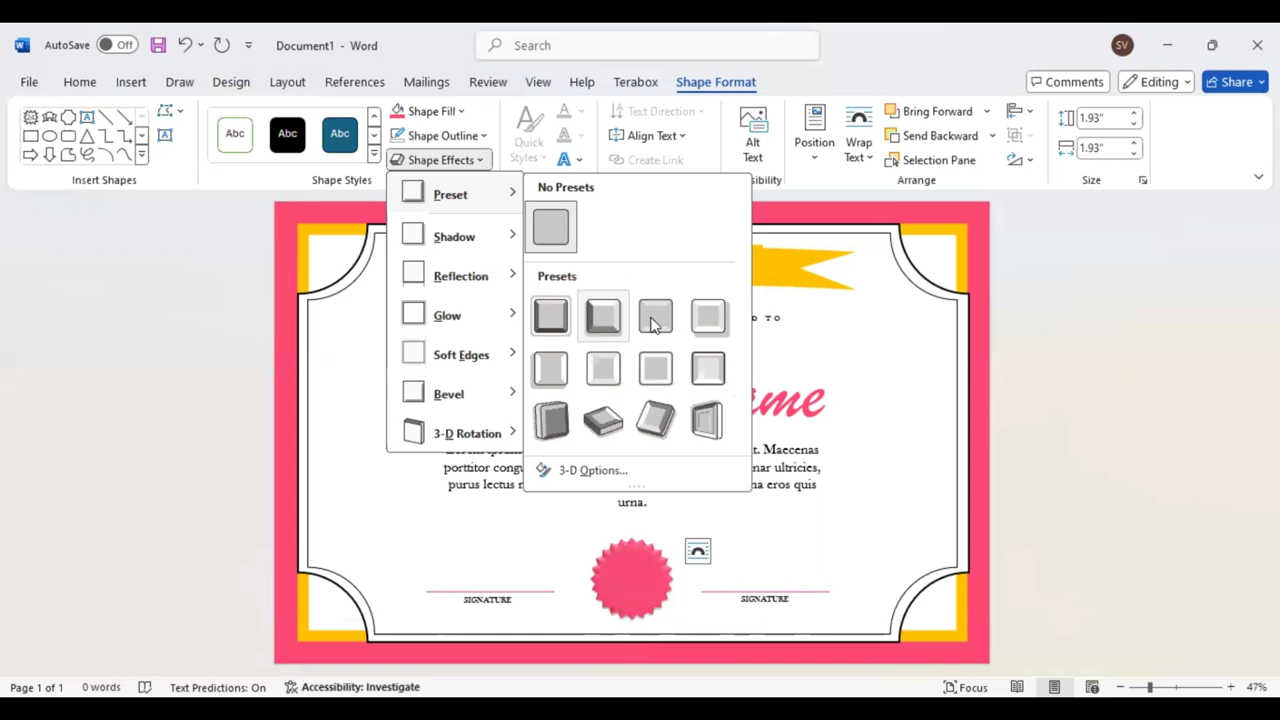 AutoSave Off Document1 - Word Search SV
File Home Insert Draw Design Layout References Mailings Review View Help Terabox Shape Format Comments Editing Share
Abc Abc Abc
Shape Fill
Shape Outline
Shape Effects
Quick
Styles
Text Direction
Align Text
Create Link
Alt
Text
Position
Wrap
Text
Bring Forward
Send Backward
Selection Pane
1.93"
1.93"
Insert Shapes Shape Styles sibility Arrange Size
Preset
Shadow
Reflection
Glow
Soft Edges
Bevel
3-D Rotation
No Presets
Presets
3-D Options...
D TO
me
t. Maecenas
porttitor congu nar ultricies,
purus lectus n a eros quis
urna.
SIGNATURE SIGNATURE
Page 1 of 1 0 words Text Predictions: On Accessibility: Investigate Focus 47%